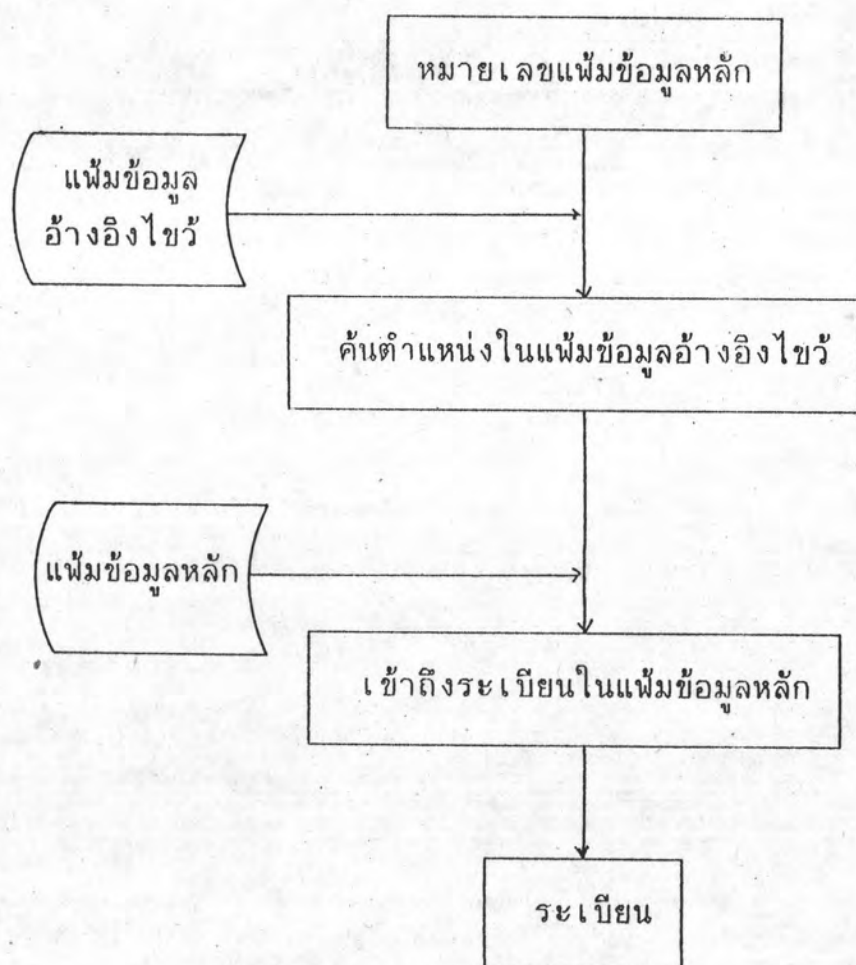 หมายเลขแฟ้มข้อมูลหลัก
แฟ้มข้อมูล
อ้างอิงไขว้
ค้นตำแหน่งในแฟ้มข้อมูลอ้างอิงไขว้
แฟ้มข้อมูลหลัก
เข้าถึงระเบียนในแฟ้มข้อมูลหลัก
ระเบียน